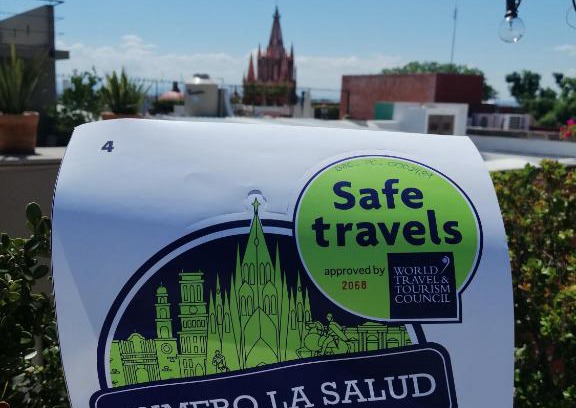 4
Safe
travels
approved by
2068
WORLD
TRAVEL &
TOURISM
COUNCIL
LA SALUD